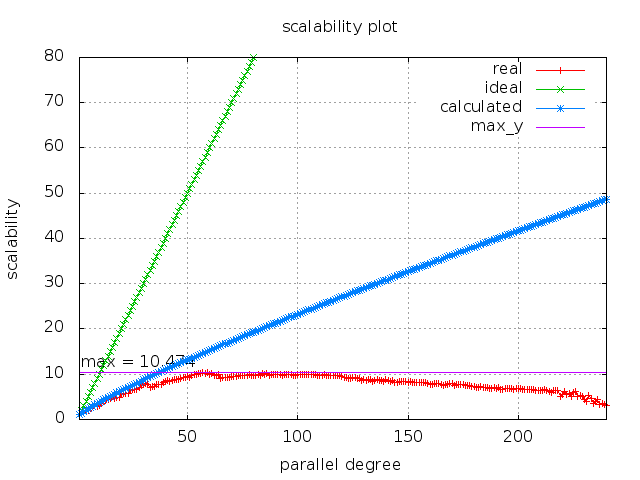 scalability plot
80
70
60
50
40
30
20
10
0
scalability
real
ideal
calculated
max_y
max = 10.474
50
100
150
200
parallel degree